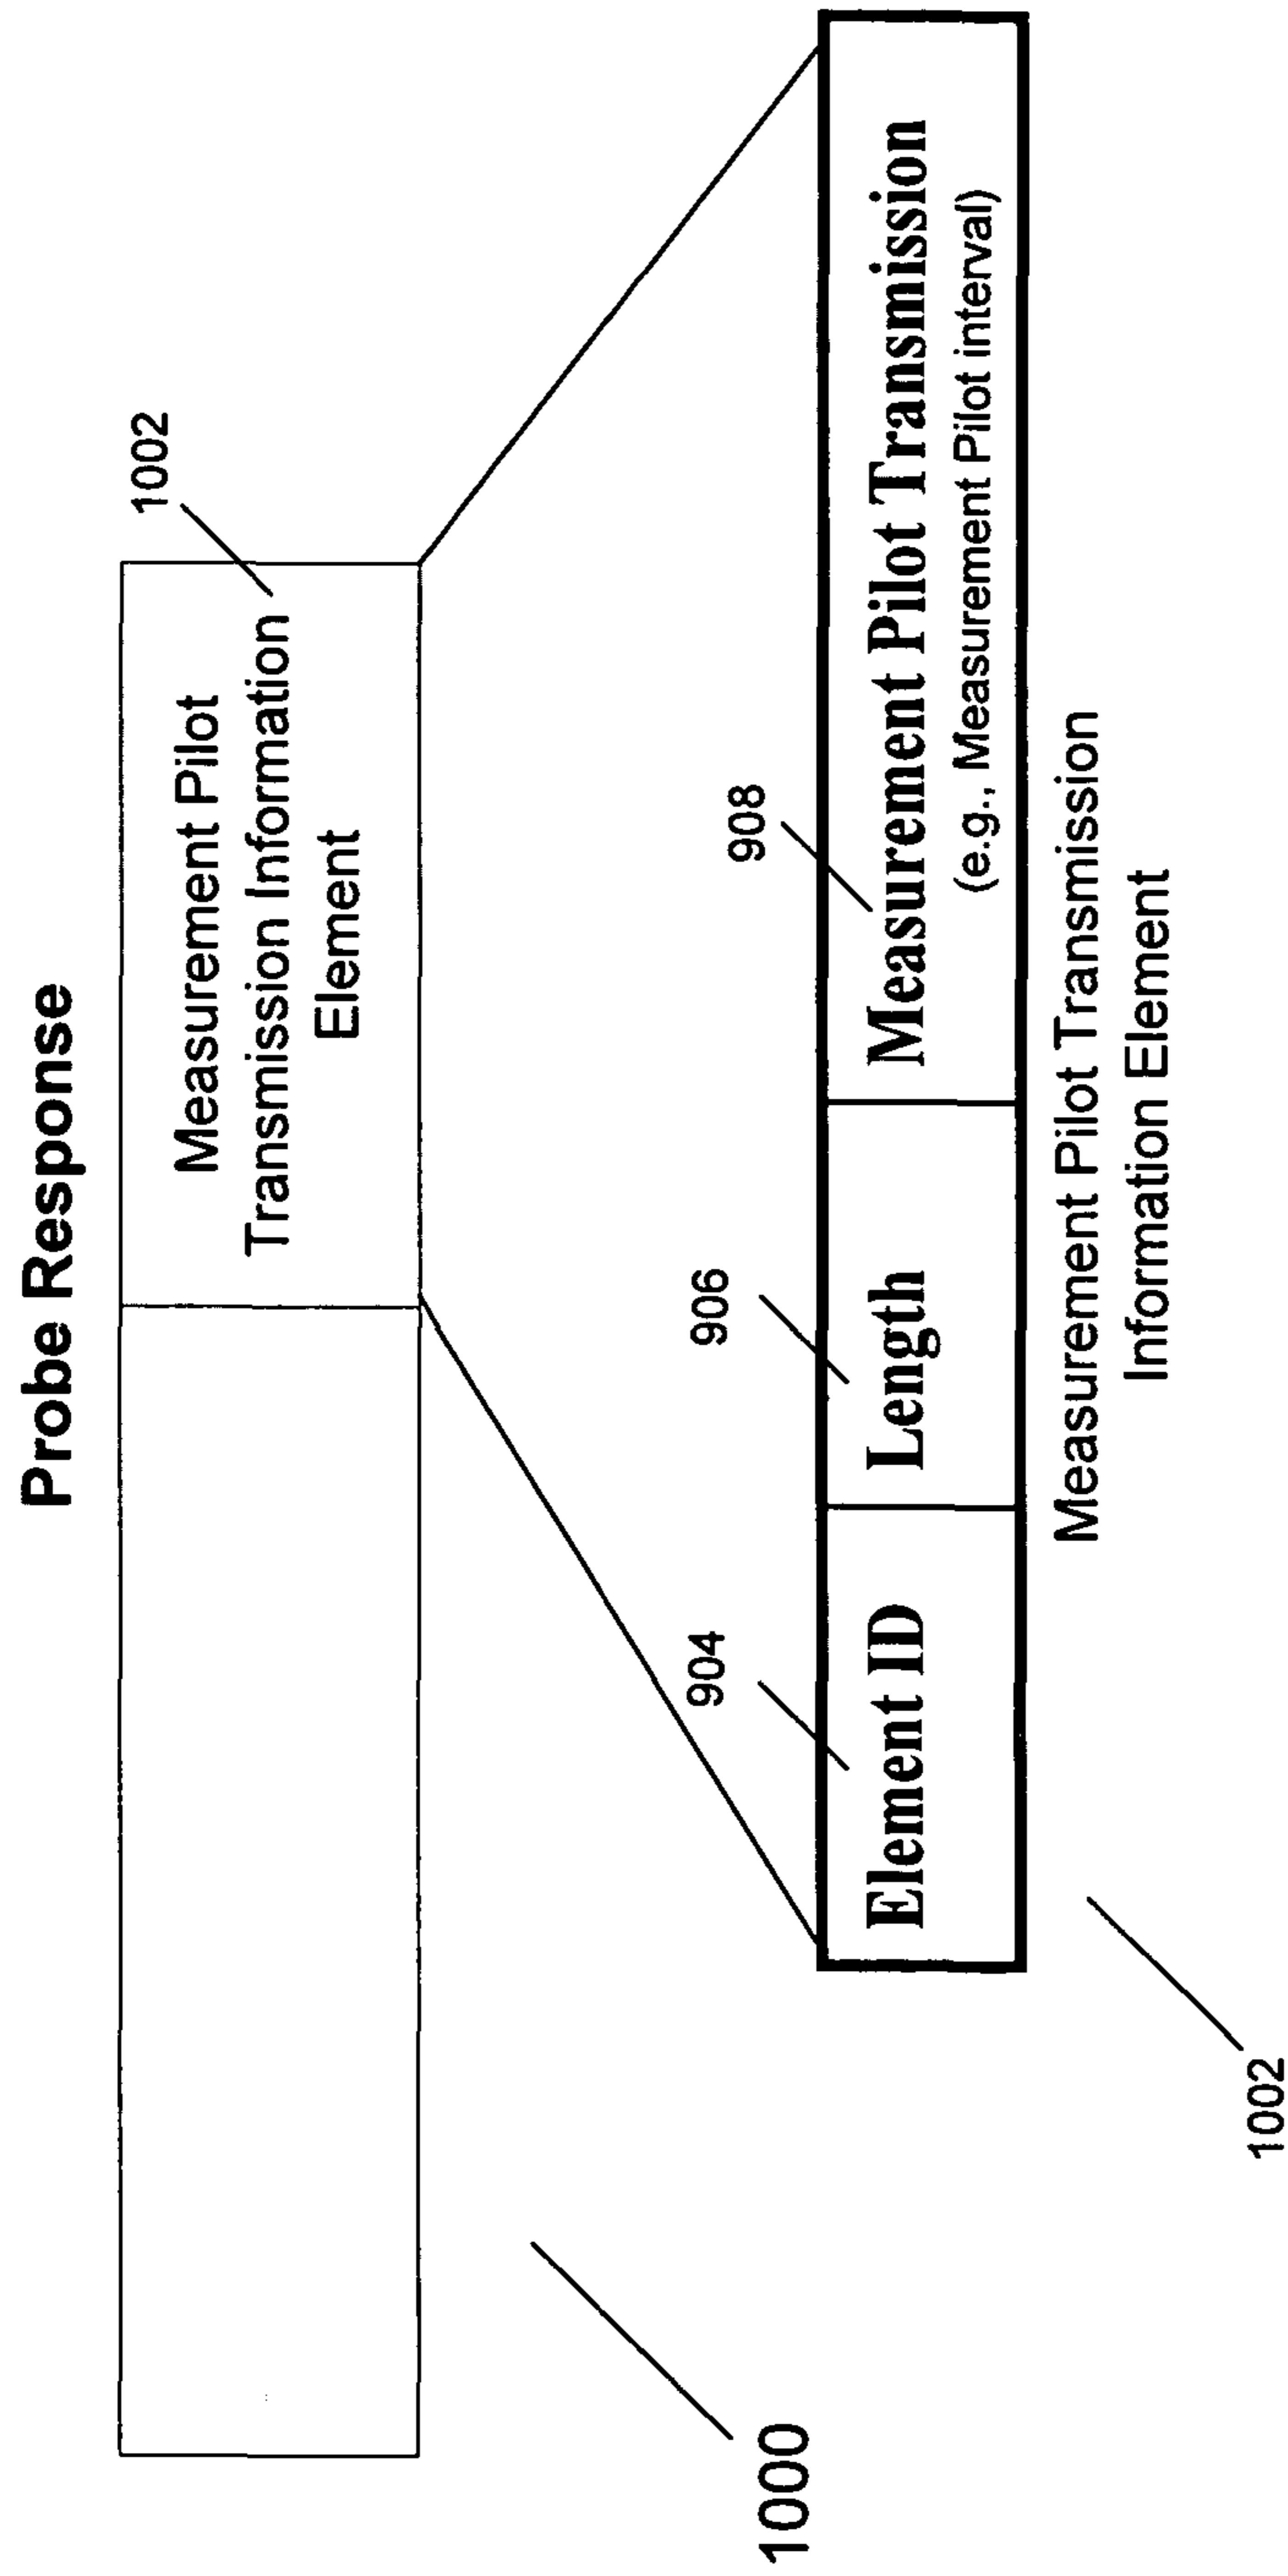 Probe Response
Measurement Pilot
Transmission Information
Element
1002
1000
904
906
908
Element ID
Length
Measurement Pilot Transmission
(e.g., Measurement Pilot interval)
Measurement Pilot Transmission
Information Element
1002